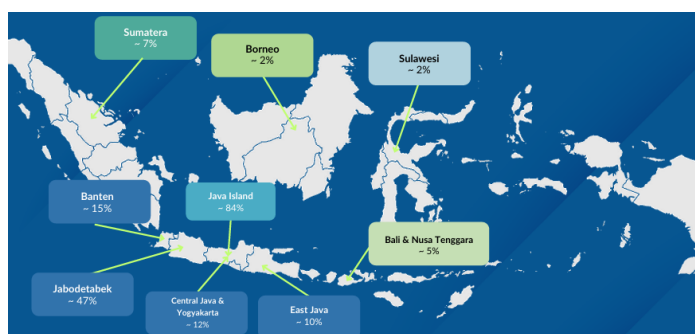 Sumatera
~ 7%
Borneo
~ 2%
Sulawesi
~ 2%
Banten
~ 15%
Java Island
~ 84%
Bali & Nusa Tenggara
~ 5%
Jabodetabek
~ 47%
Central Java &
Yogyakarta
~ 12%
East Java
~ 10%